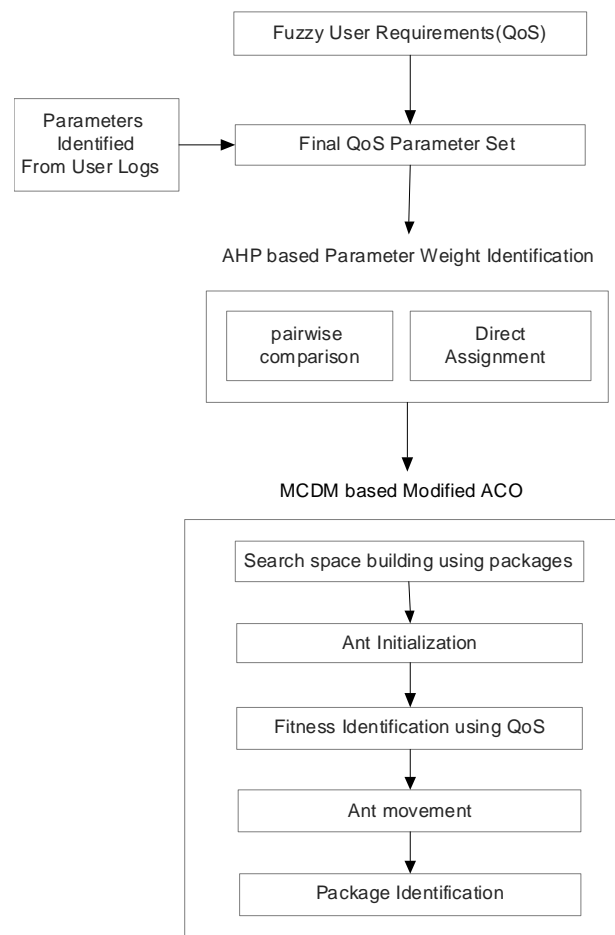 Fuzzy User Requirements(QoS)
Parameters
Identified
From User Logs
Final QoS Parameter Set
AHP based Parameter Weight Identification
pairwise
comparison
Direct
Assignment
MCDM based Modified ACO
Search space building using packages
Ant Initialization
Fitness Identification using QoS
Ant movement
Package Identification